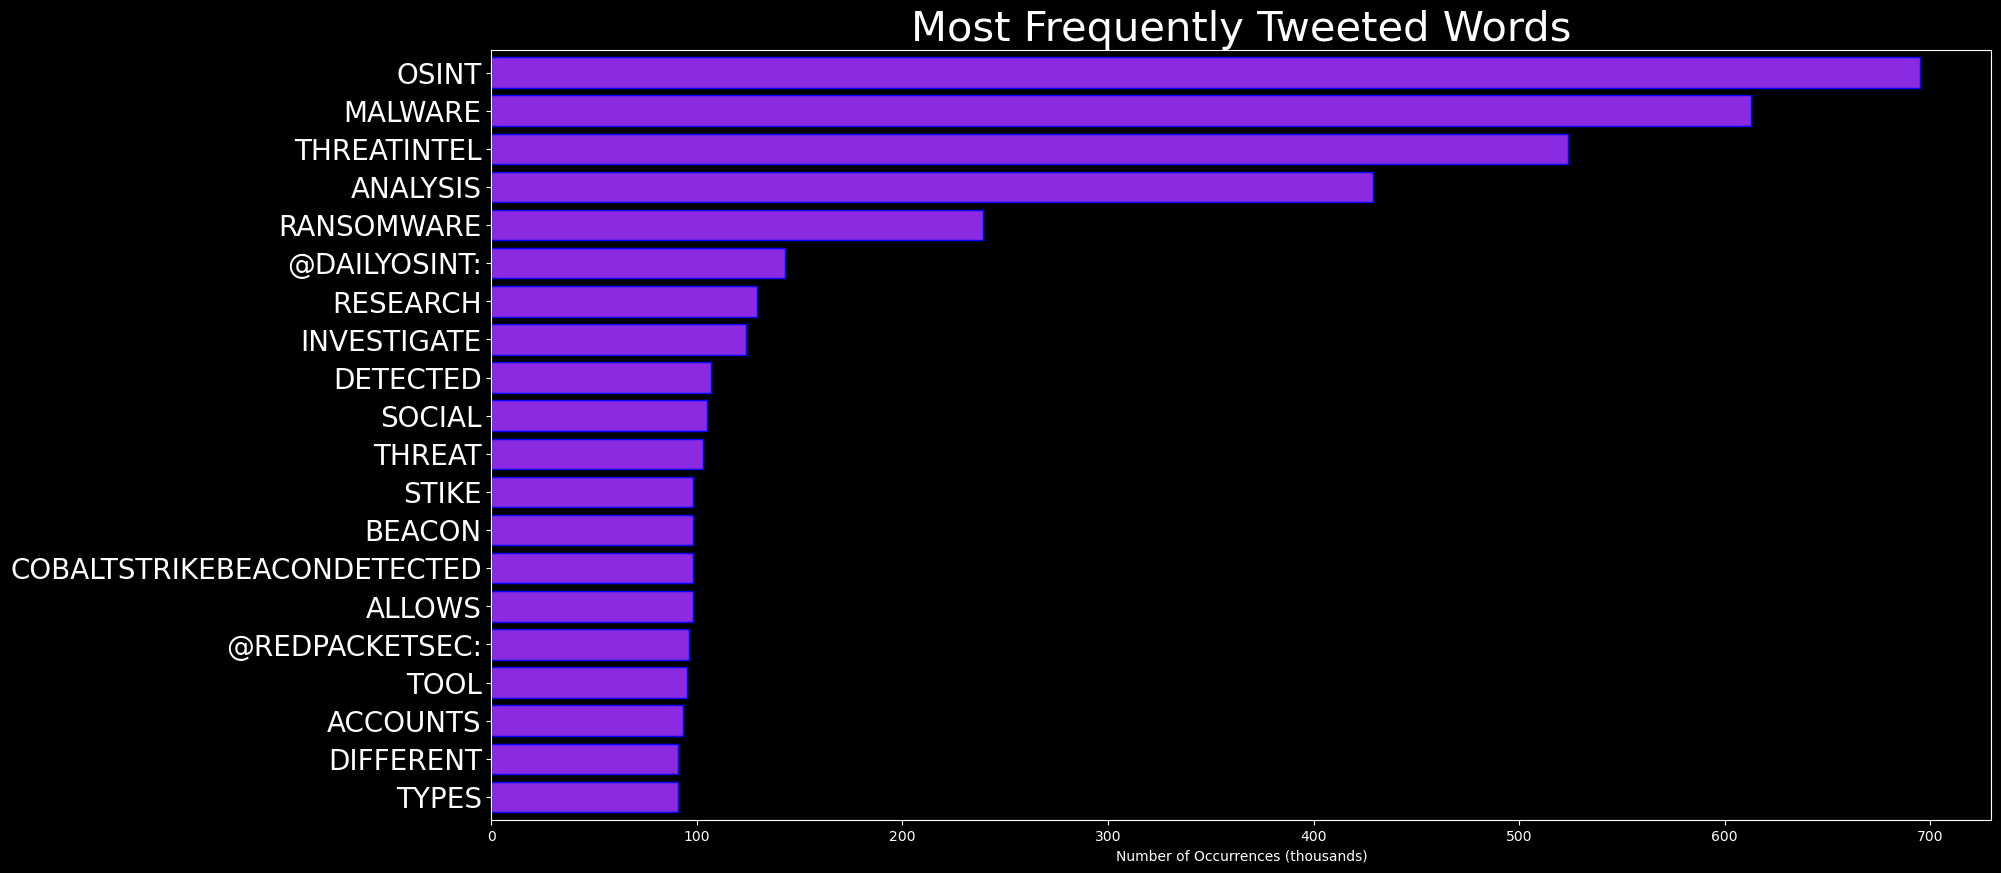 Most Frequently Tweeted Words
OSINT
MALWARE
THREATINTEL
ANALYSIS
RANSOMWARE
@DAILYOSINT:
RESEARCH
INVESTIGATE
DETECTED
SOCIAL
THREAT
STIKE
BEACON
COBALTSTRIKEBEACONDETECTED
ALLOWS
@REDPACKETSEC:
TOOL
ACCOUNTS
DIFFERENT
TYPES
0 100 200 300 400 500 600 700
Number of Occurrences (thousands)